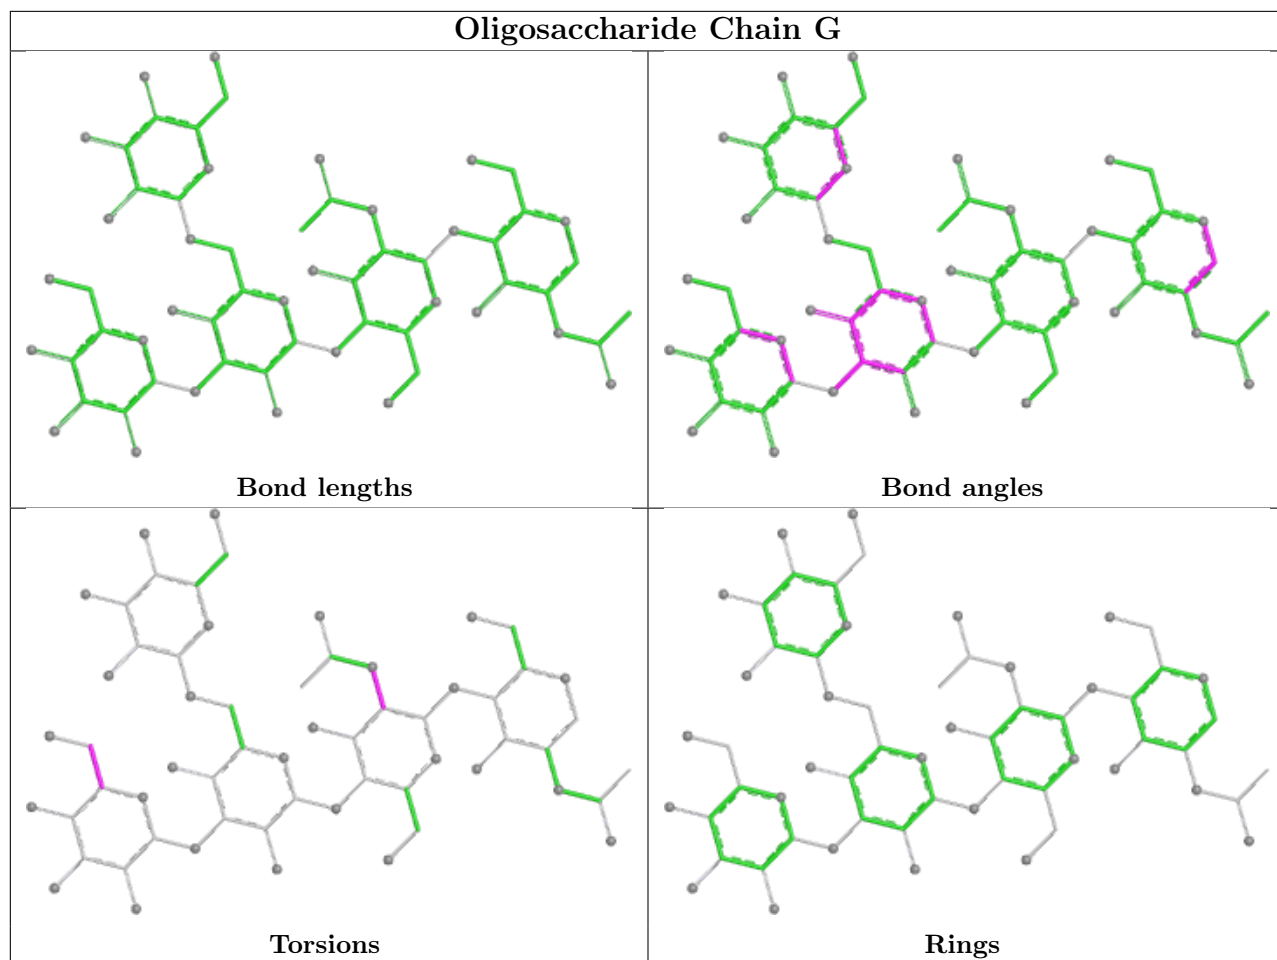 Oligosaccharide Chain G
Bond lengths
Bond angles
Torsions
Rings